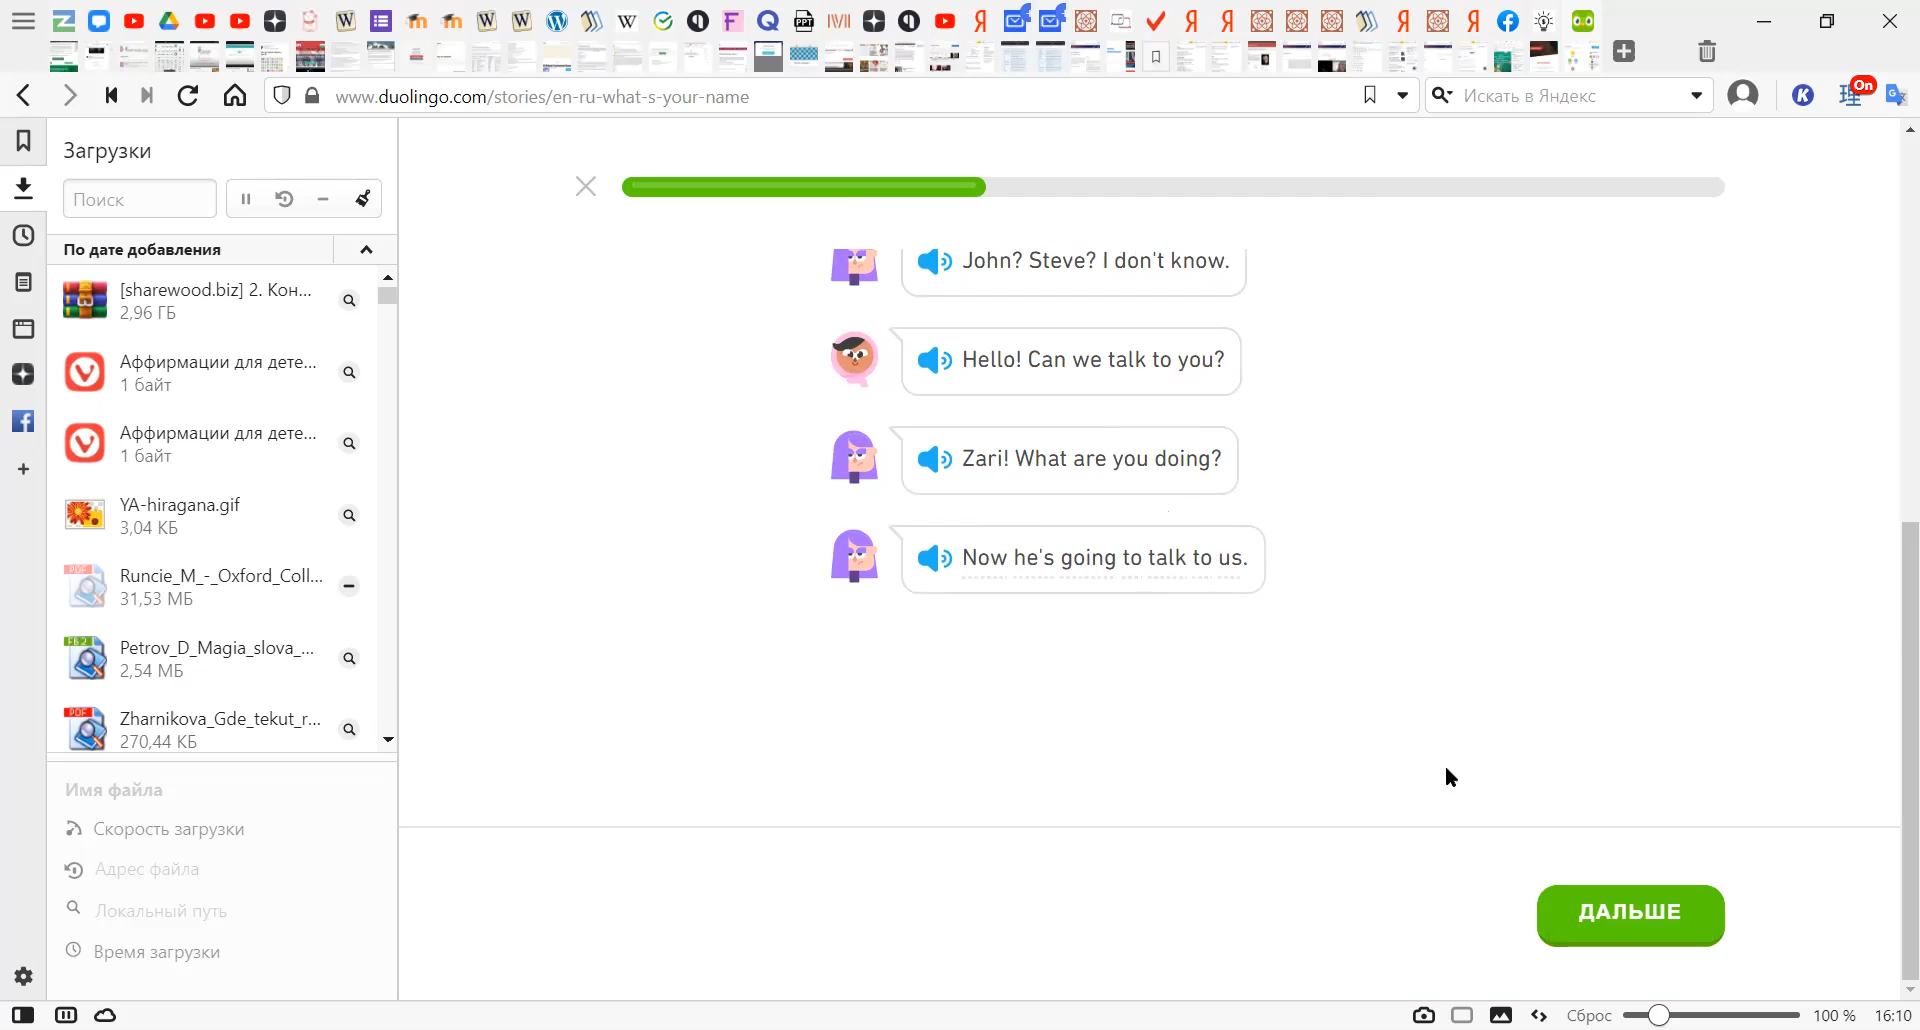 www.duolingo.com/stories/en-ru-what-s-your-name
Искать в Яндекс
On
Загрузки
Поиск
По дате добавления
[sharewood.biz] 2. Кон...
2,96 ГБ
Аффирмации для дете...
1 байт
Аффирмации для дете...
1 байт
YA-hiragana.gif
3,04 КБ
Runcie_M_-_Oxford_Coll...
31,53 МБ
Petrov_D_Magia_slova_...
2,54 МБ
Zharnikova_Gde_tekut_r...
270,44 КБ
Имя файла
Скорость загрузки
Адрес файла
Локальный путь
Время загрузки
John? Steve? I don't know.
Hello! Can we talk to you?
Zari! What are you doing?
Now he's going to talk to us.
ДАЛЬШЕ
Сброс
100 %
16:10